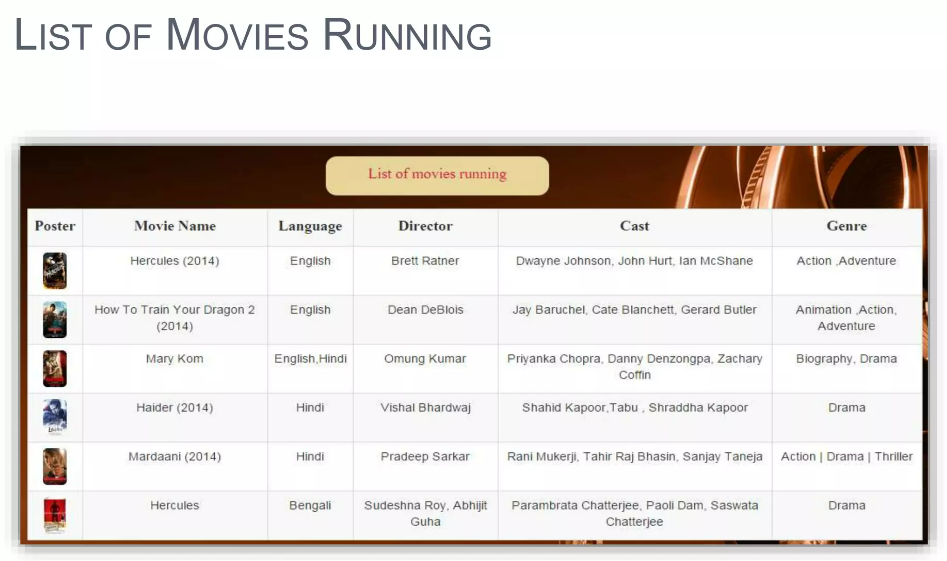 LIST OF MOVIES RUNNING
List of movies running
Poster Movie Name Language Director Cast Genre
Hercules (2014) English Brett Ratner Dwayne Johnson, John Hurt, Ian McShane Action ,Adventure
How To Train Your Dragon 2 English Dean DeBlois Jay Baruchel, Cate Blanchett, Gerard Butler Animation ,Action,
(2014) Adventure
Mary Kom English,Hindi Omung Kumar Priyanka Chopra, Danny Denzongpa, Zachary Biography, Drama
Coffin
Haider (2014) Hindi Vishal Bhardwaj Shahid Kapoor,Tabu , Shraddha Kapoor Drama
Mardaani (2014) Hindi Pradeep Sarkar Rani Mukerji, Tahir Raj Bhasin, Sanjay Taneja Action | Drama | Thriller
Hercules Bengali Sudeshna Roy, Abhijit Parambrata Chatterjee, Paoli Dam, Saswata Drama
Guha Chatterjee